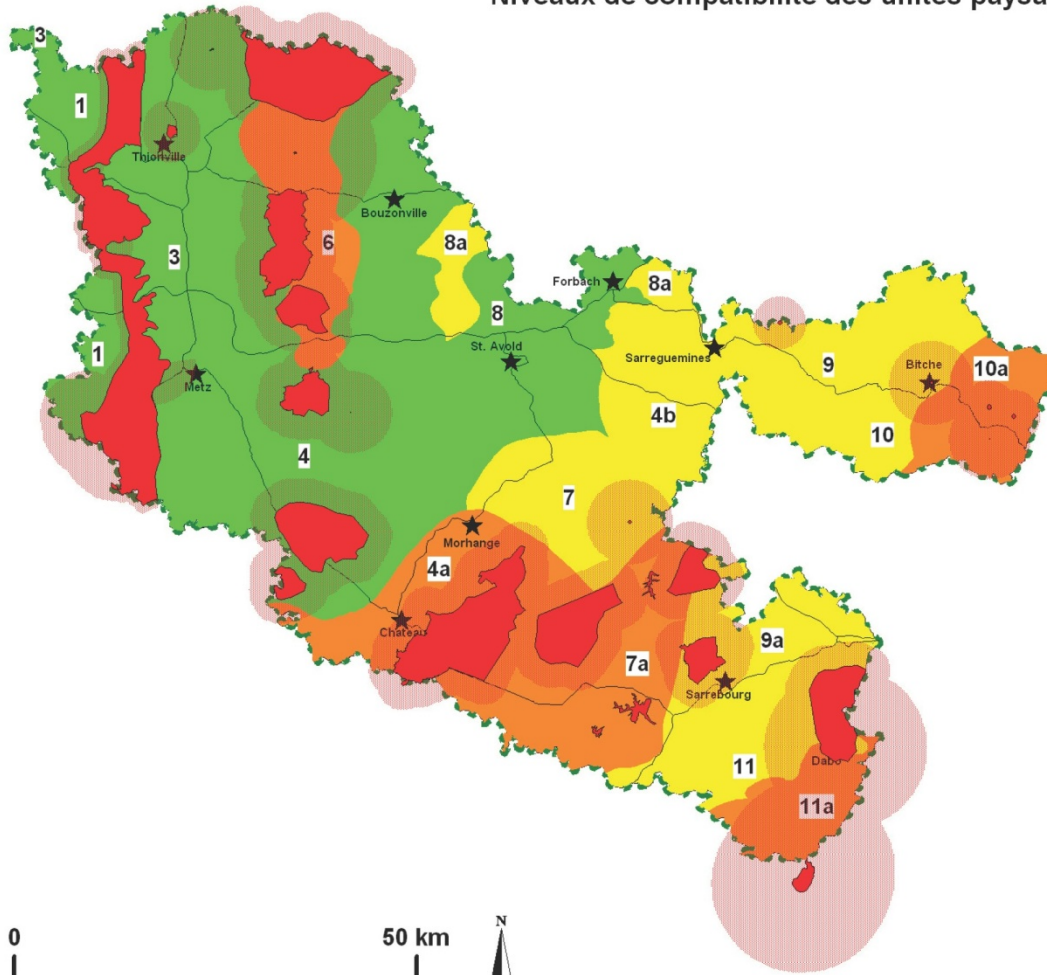 Niveaux de compatibilité des unités paysa
3
1
Thionville
Bouzonville
3
6
8a
8
Forbach
8a
1
Metz
St. Avold
Sarreguemines
9
Bitche
10a
4b
10
4
7
Morhange
4a
Chateau
7a
9a
Sarrebourg
11
Dabo
11a
0
50 km
N